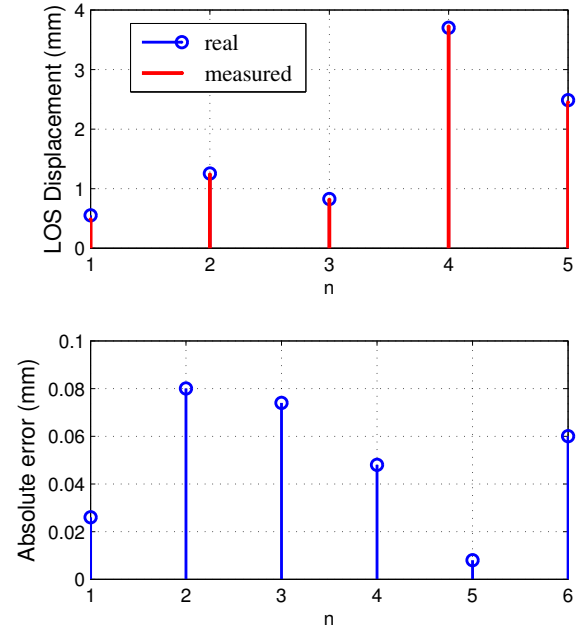 4
3
2
1
0
LOS Displacement (mm)
real
measured
1 2 3 4 5
n
0.1
0.08
0.06
0.04
0.02
0
Absolute error (mm)
1 2 3 4 5 6
n